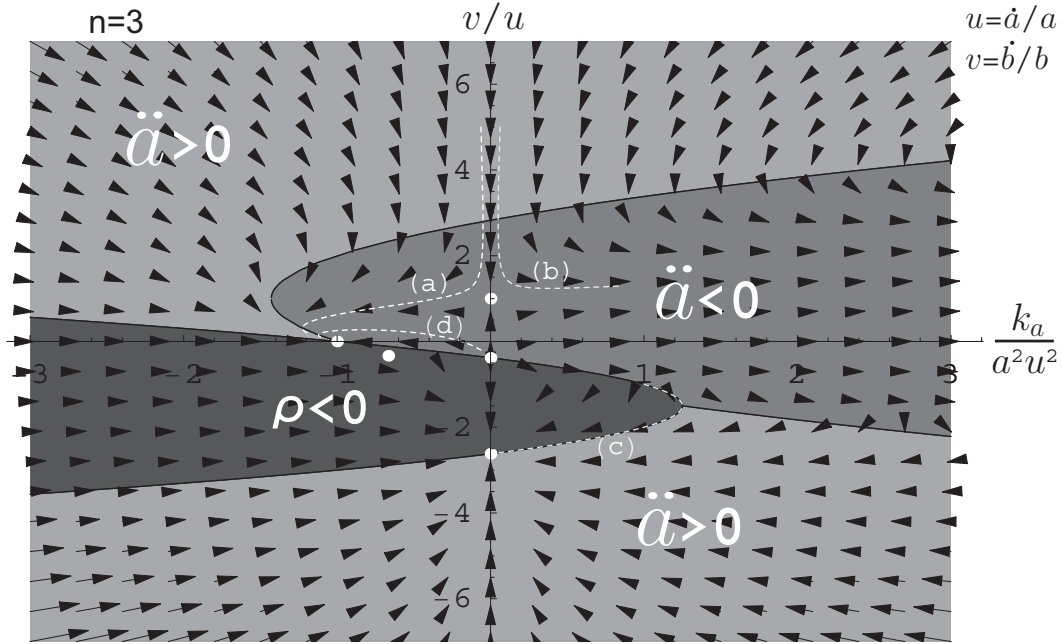 n=3
v/u
u=ȧ/a
v=ḃ/b
6
ä>0
4
2
(a)
(b)
ä<0
(d)
k_a
a²u²
-3 -2 -1 1 2 3
ρ<0
-2
(c)
-4
ä>0
-6